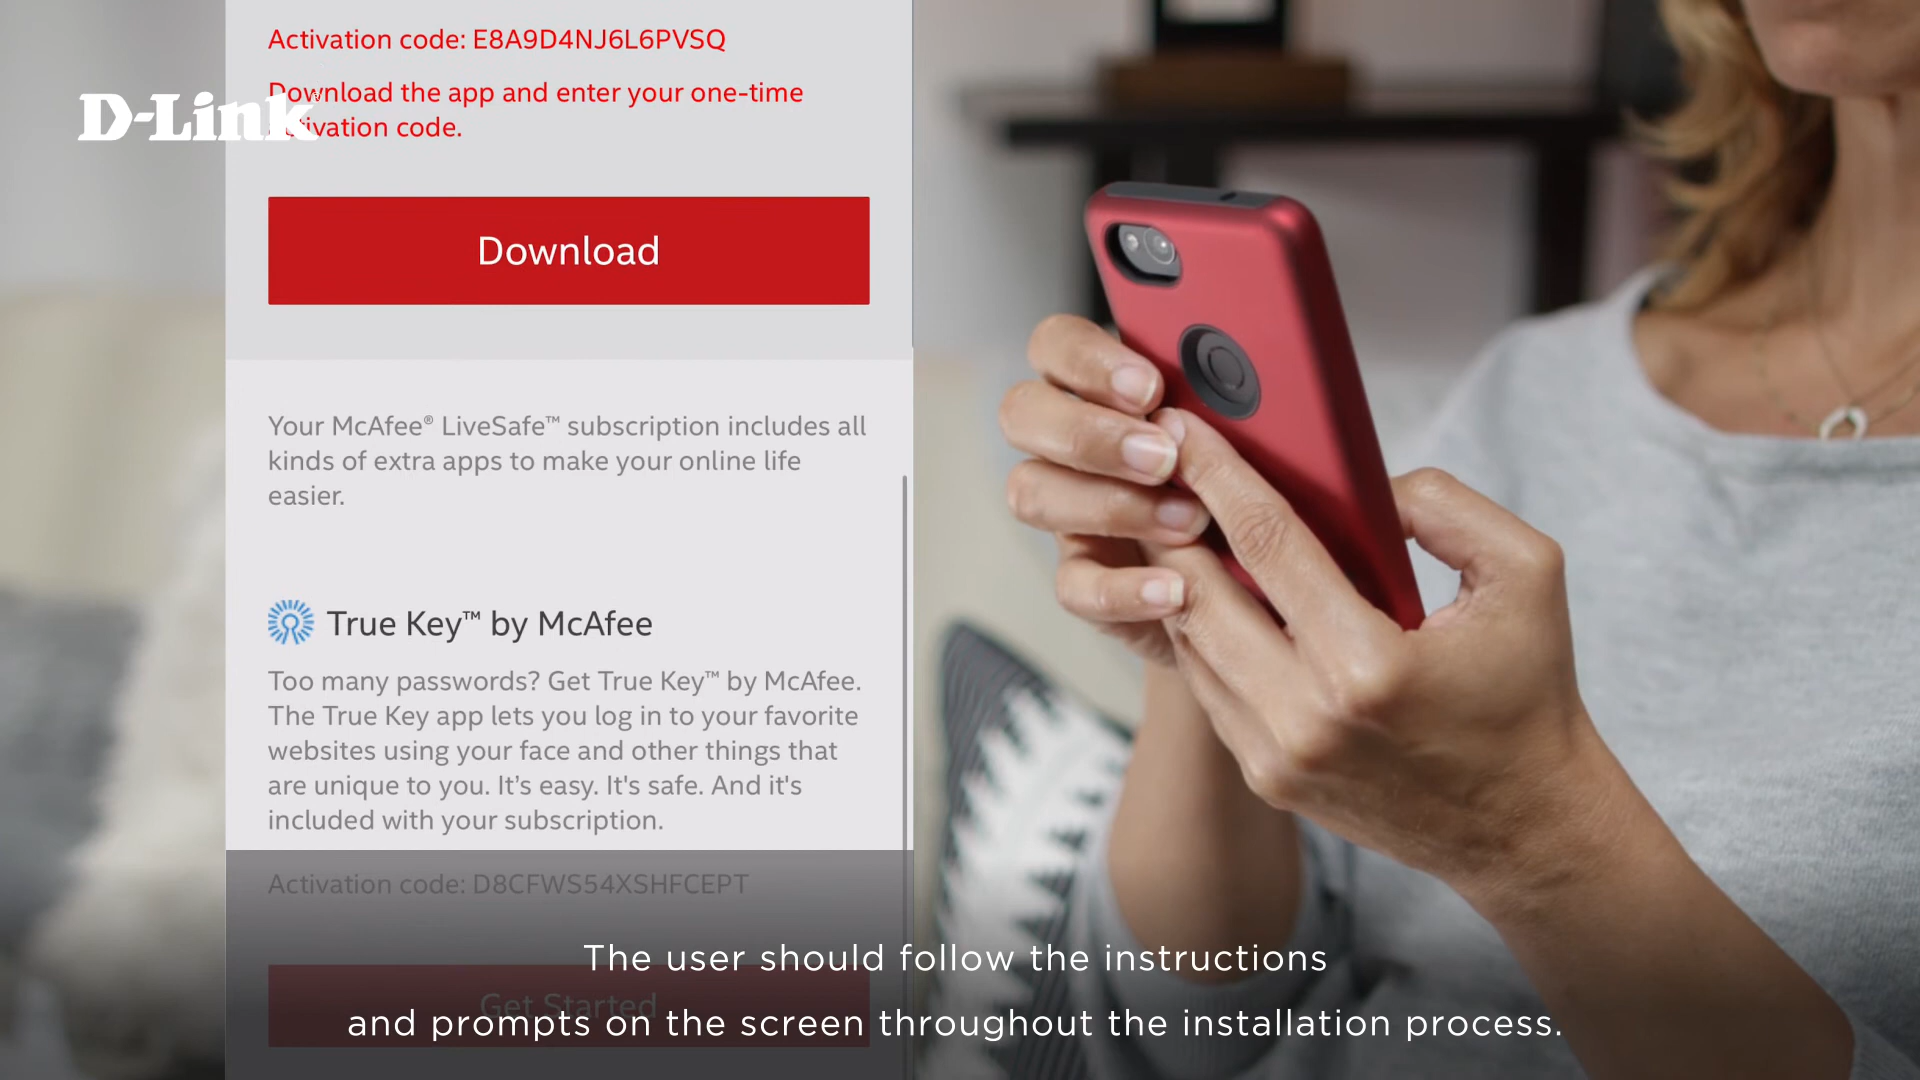 Activation code: E8A9D4NJ6L6PVSQ
Download the app and enter your one-time
activation code.
D-Link
Download
Your McAfee® LiveSafe™ subscription includes all
kinds of extra apps to make your online life
easier.
True Key™ by McAfee
Too many passwords? Get True Key™ by McAfee.
The True Key app lets you log in to your favorite
websites using your face and other things that
are unique to you. It’s easy. It's safe. And it's
included with your subscription.
Activation code: D8CFWS54XSHFCEPT
Get Started
The user should follow the instructions
and prompts on the screen throughout the installation process.